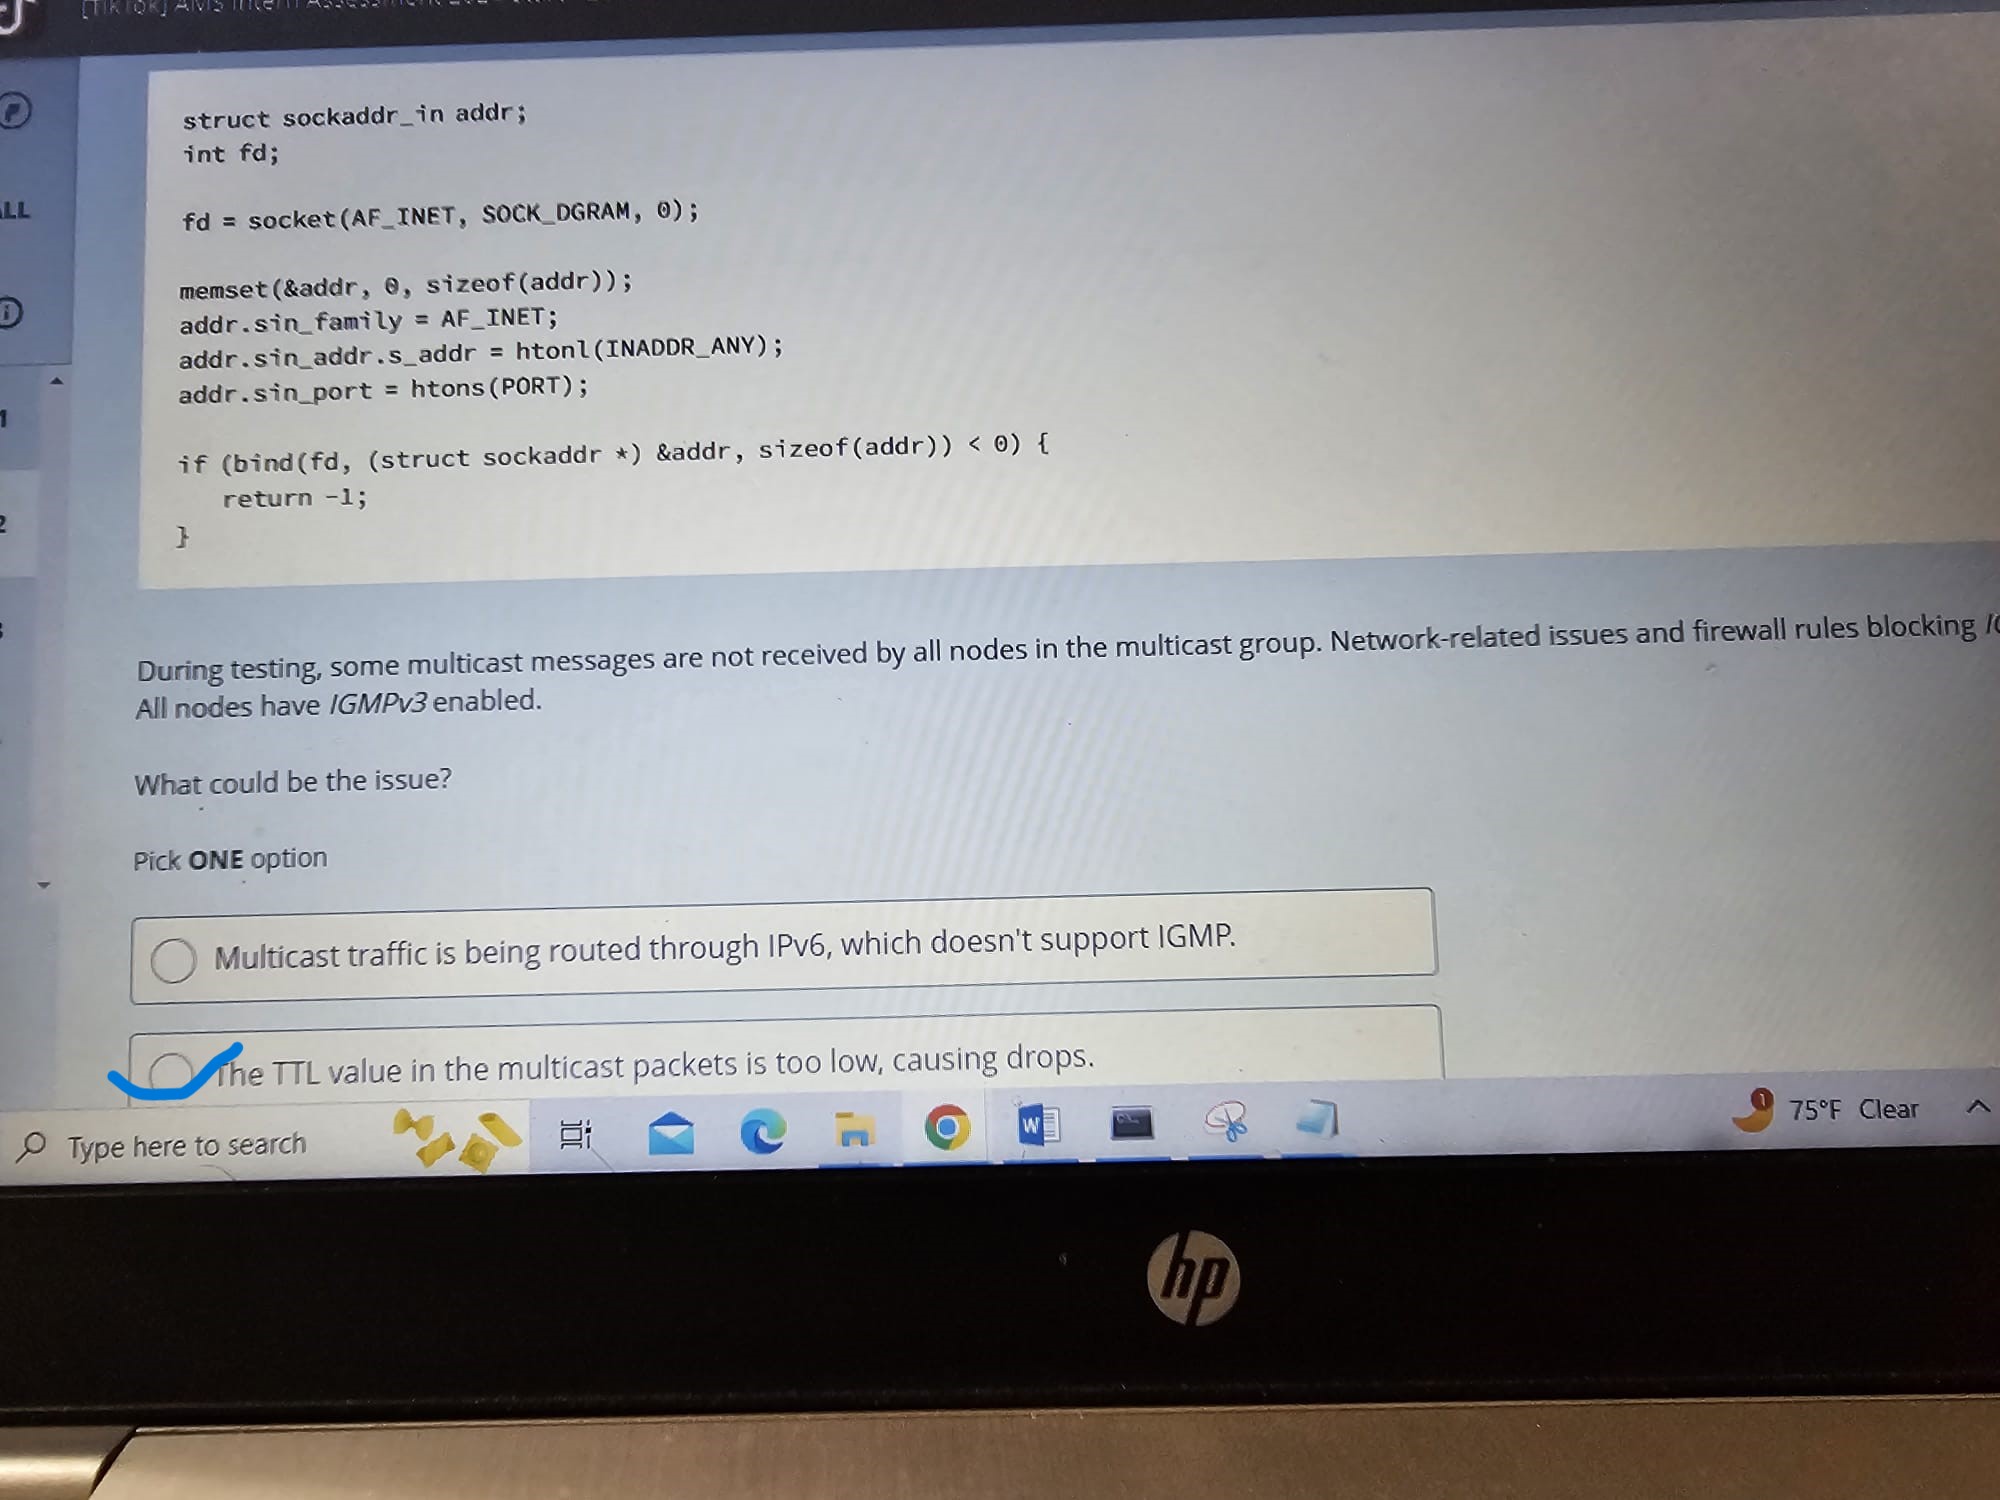 struct sockaddr_in addr;
int fd;
fd = socket(AF_INET, SOCK_DGRAM, 0);
memset(&addr, 0, sizeof(addr));
addr.sin_family = AF_INET;
addr.sin_addr.s_addr = htonl(INADDR_ANY);
addr.sin_port = htons(PORT);
if (bind(fd, (struct sockaddr *) &addr, sizeof(addr)) < 0) {
return -1;
}
ALL
1
2
During testing, some multicast messages are not received by all nodes in the multicast group. Network-related issues and firewall rules blocking
All nodes have IGMPv3 enabled.
What could be the issue?
Pick ONE option
Multicast traffic is being routed through IPv6, which doesn't support IGMP.
The TTL value in the multicast packets is too low, causing drops.
Type here to search
W
1
75°F Clear
hp